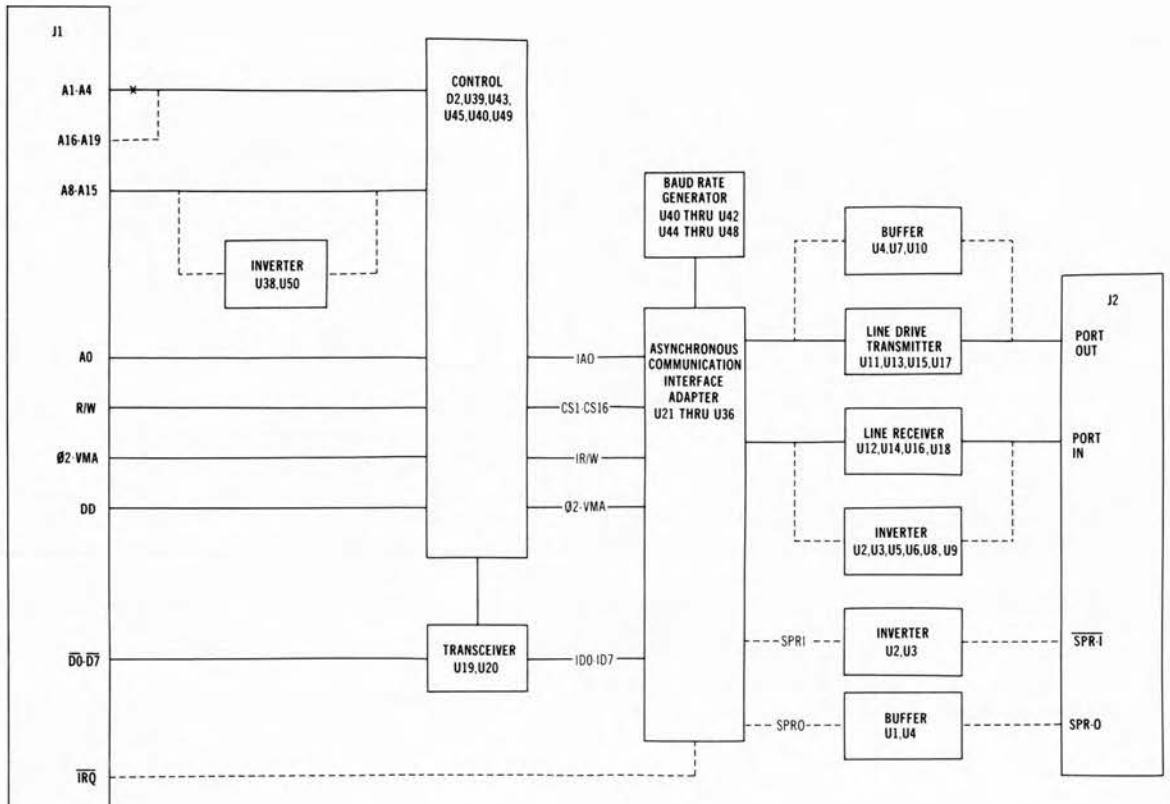 J1
A1-A4
A16-A19
A8-A15
A0
R/W
Ø2·VMA
DD
D̅0̅-D̅7̅
I̅R̅Q̅
CONTROL
D2,U39,U43,
U45,U40,U49
INVERTER
U38,U50
TRANSCEIVER
U19,U20
IA0
CS1-CS16
IR/W
Ø2·VMA
ID0-ID7
BAUD RATE
GENERATOR
U40 THRU U42
U44 THRU U48
ASYNCHRONOUS
COMMUNICATION
INTERFACE
ADAPTER
U21 THRU U36
BUFFER
U4,U7,U10
LINE DRIVE
TRANSMITTER
U11,U13,U15,U17
LINE RECEIVER
U12,U14,U16,U18
INVERTER
U2,U3,U5,U6,U8,U9
SPRI
INVERTER
U2,U3
SPRO
BUFFER
U1,U4
J2
PORT
OUT
PORT
IN
S̅P̅R̅-̅I̅
SPR-O